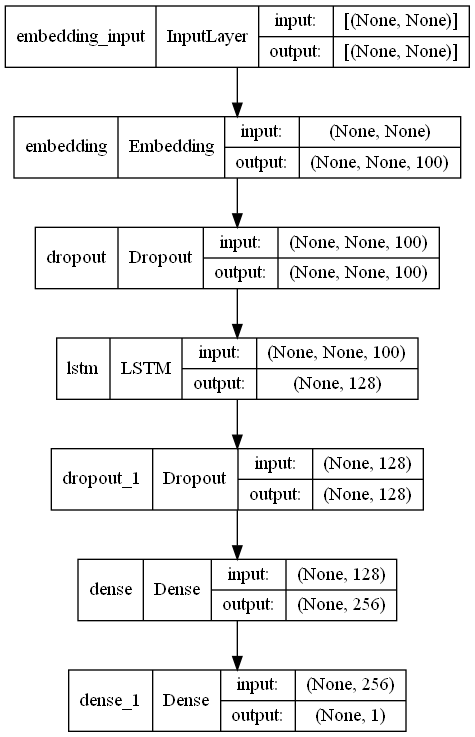 embedding_input InputLayer input: [(None, None)]
output: [(None, None)]
embedding Embedding input: (None, None)
output: (None, None, 100)
dropout Dropout input: (None, None, 100)
output: (None, None, 100)
lstm LSTM input: (None, None, 100)
output: (None, 128)
dropout_1 Dropout input: (None, 128)
output: (None, 128)
dense Dense input: (None, 128)
output: (None, 256)
dense_1 Dense input: (None, 256)
output: (None, 1)